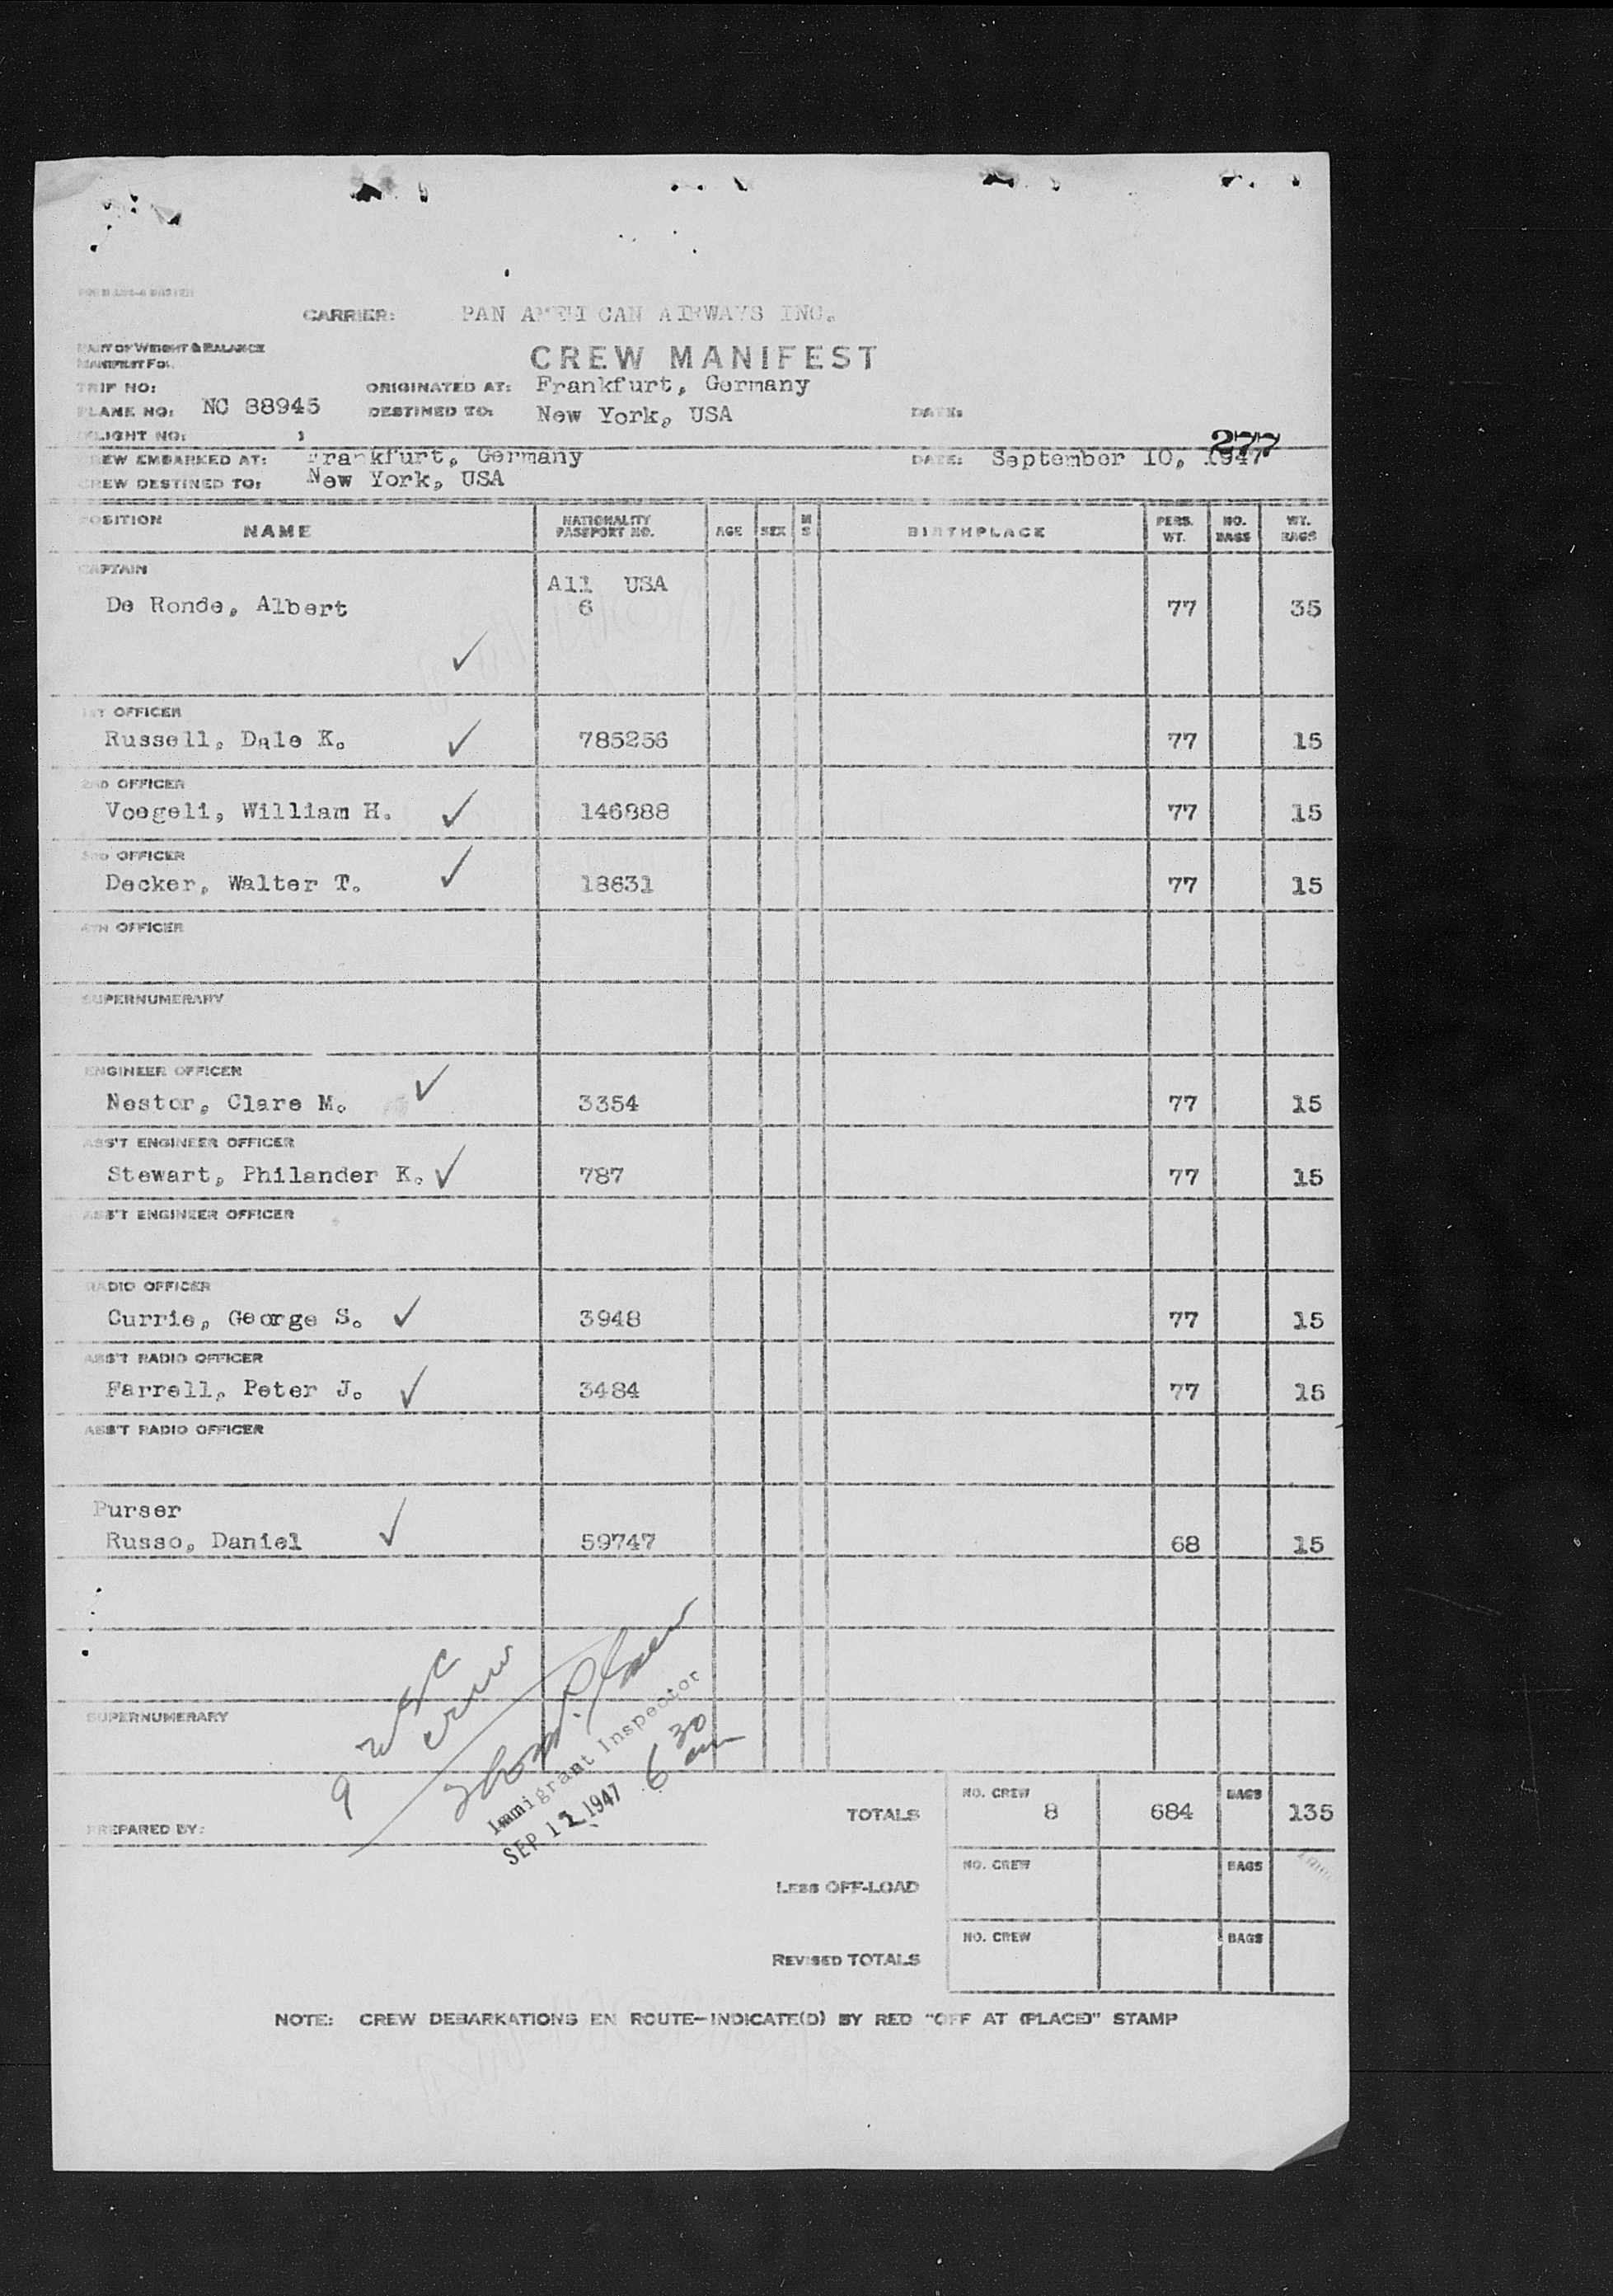 CARRIER: PAN AMERICAN AIRWAYS INC.
PART OF WEIGHT & BALANCE
MANIFEST FOR
CREW MANIFEST
TRIP NO: ORIGINATED AT: Frankfurt, Germany
PLANE NO: NC 88945 DESTINED TO: New York, USA DATE:
FLIGHT NO:
277
CREW EMBARKED AT: Frankfurt, Germany DATE: September 10, 1947
CREW DESTINED TO: New York, USA
POSITION NAME NATIONALITY PASSPORT NO. AGE SEX M S BIRTHPLACE PERS. WT. NO. BAGS WT. BAGS
CAPTAIN
All USA
De Ronde, Albert 6 77 35
✓
1ST OFFICER
Russell, Dale K. ✓ 785256 77 15
2ND OFFICER
Voegeli, William H. ✓ 146888 77 15
3RD OFFICER
Decker, Walter T. ✓ 18631 77 15
4TH OFFICER
SUPERNUMERARY
ENGINEER OFFICER
Nestor, Clare M. ✓ 3354 77 15
ASS'T ENGINEER OFFICER
Stewart, Philander K. ✓ 787 77 15
ASS'T ENGINEER OFFICER
RADIO OFFICER
Currie, George S. ✓ 3948 77 15
ASS'T RADIO OFFICER
Farrell, Peter J. ✓ 3484 77 15
ASS'T RADIO OFFICER
Purser
Russo, Daniel ✓ 59747 68 15
SUPERNUMERARY
9 usc crew
Immigrant Inspector
SEP 12 1947
6 30 am
PREPARED BY:
TOTALS NO. CREW 8 684 BAGS 135
LESS OFF-LOAD NO. CREW BAGS
REVISED TOTALS NO. CREW BAGS
NOTE: CREW DEBARKATIONS EN ROUTE-INDICATE(D) BY RED "OFF AT (PLACE)" STAMP